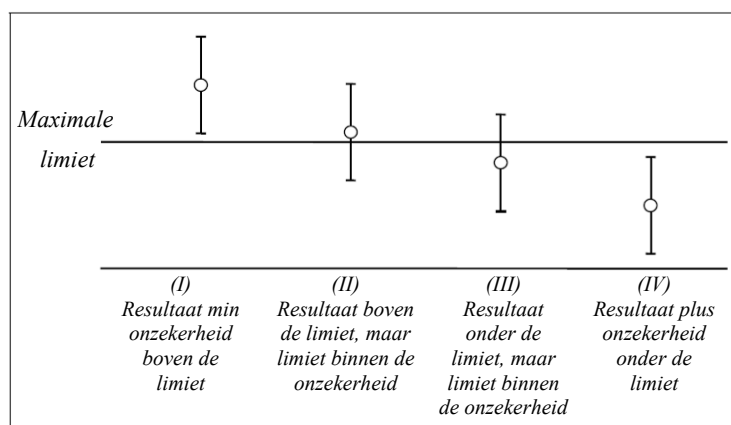 Maximale
limiet
(I)
Resultaat min
onzekerheid
boven de
limiet
(II)
Resultaat boven
de limiet, maar
limiet binnen de
onzekerheid
(III)
Resultaat
onder de
limiet, maar
limiet binnen
de onzekerheid
(IV)
Resultaat plus
onzekerheid
onder de
limiet